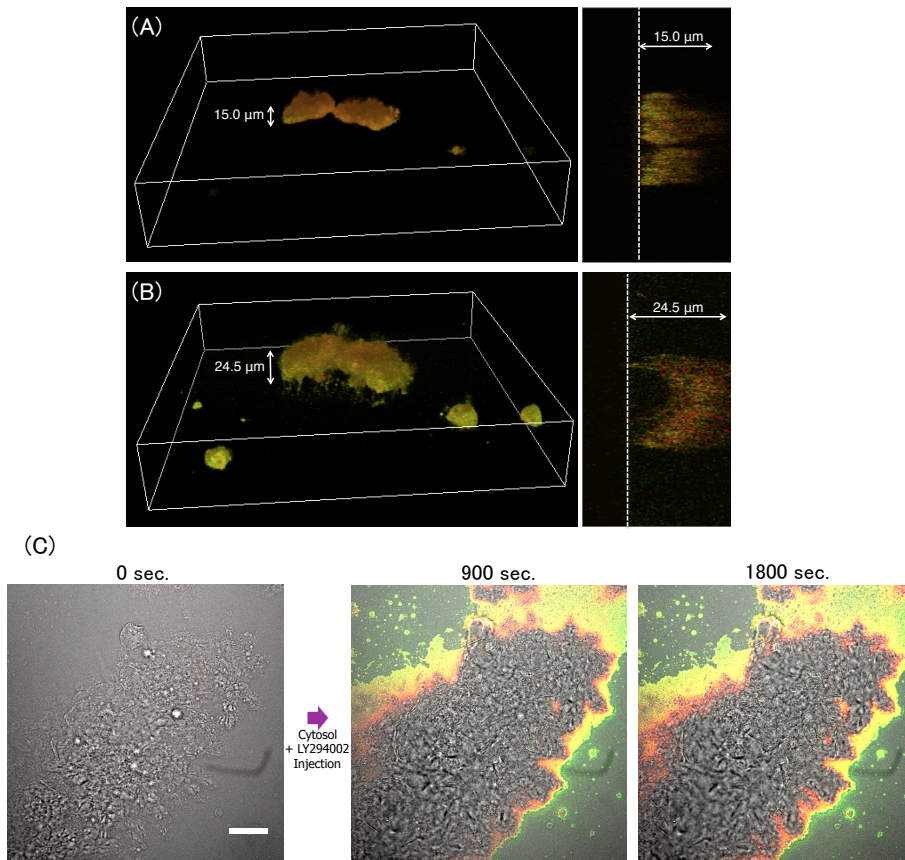 (A)
15.0 μm
15.0 μm
(B)
24.5 μm
24.5 μm
(C)
0 sec.
900 sec.
1800 sec.
Cytosol
+ LY294002
Injection